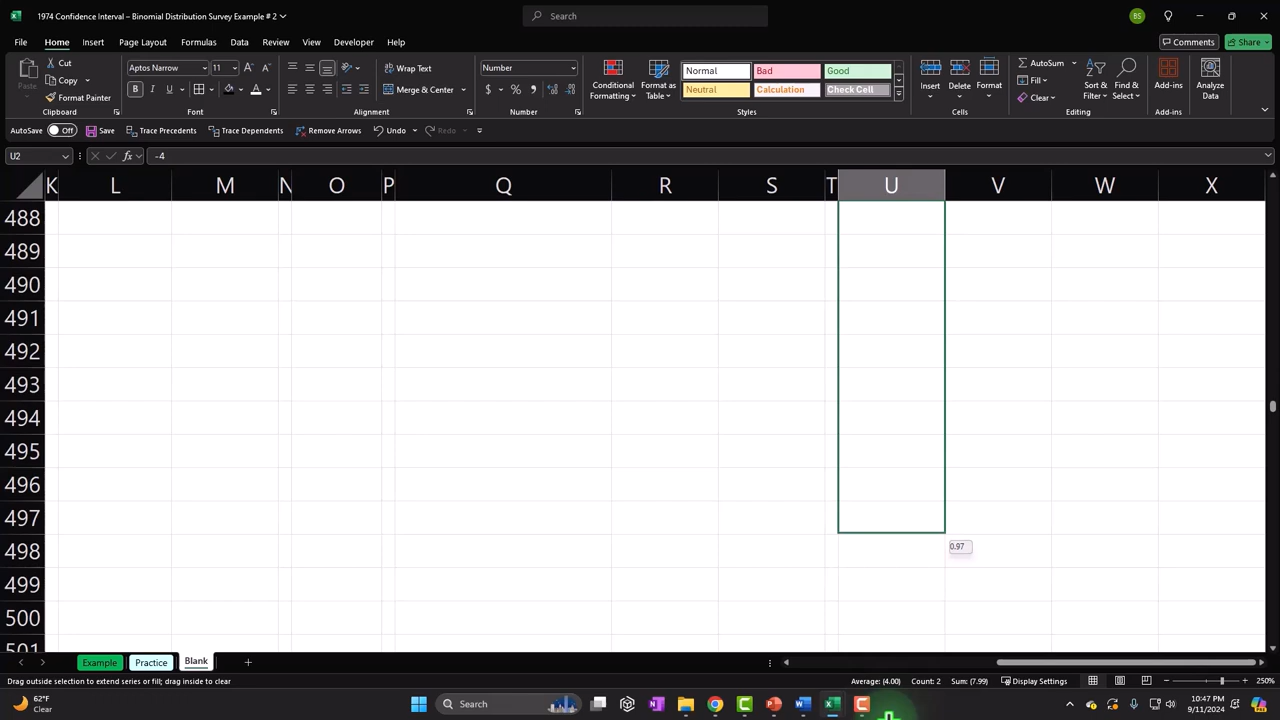 1974 Confidence Interval – Binomial Distribution Survey Example # 2
Search
BS
File Home Insert Page Layout Formulas Data Review View Developer Help
Comments Share
Paste
Cut
Copy
Format Painter
Clipboard
Aptos Narrow 11
Font
Wrap Text
Merge & Center
Alignment
Number
Number
Conditional Formatting
Format as Table
Normal Bad Good
Neutral Calculation Check Cell
Styles
Insert Delete Format
Cells
AutoSum
Fill
Clear
Sort & Filter
Find & Select
Editing
Add-ins
Add-ins
Analyze Data
AutoSave Off Save Trace Precedents Trace Dependents Remove Arrows Undo Redo
U2 fx -4
K L M N O P Q R S T U V W X
488
489
490
491
492
493
494
495
496
497
498
0.97
499
500
501
Example Practice Blank
Drag outside selection to extend series or fill; drag inside to clear Average: (4.00) Count: 2 Sum: (7.99) Display Settings 250%
62°F
Clear
Search
10:47 PM
9/11/2024